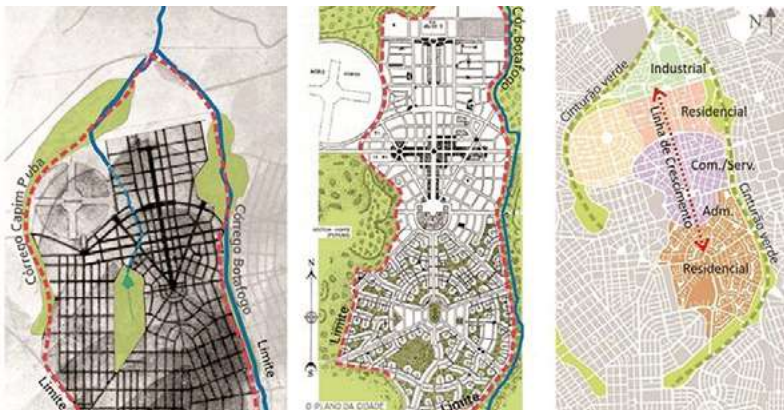 Córrego Capim Puba
Córrego Botafogo
Limite
Limite
Cór. Botafogo
Limite
Limite
O PLANO DA CIDADE
N
Cinturão verde
Industrial
Residencial
Linha de Crescimento
Com./Serv.
Adm.
Cinturão verde
Residencial